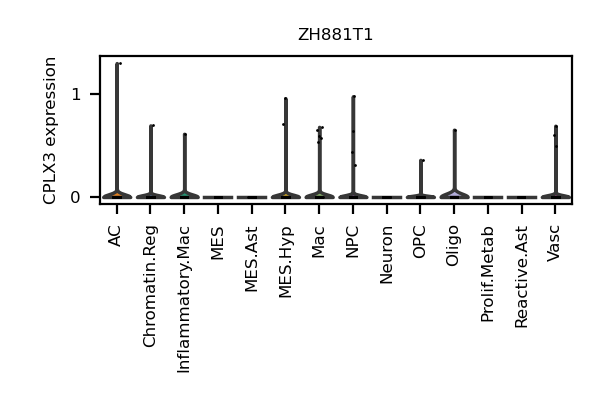 ZH881T1
CPLX3 expression
1
0
AC
Chromatin.Reg
Inflammatory.Mac
MES
MES.Ast
MES.Hyp
Mac
NPC
Neuron
OPC
Oligo
Prolif.Metab
Reactive.Ast
Vasc